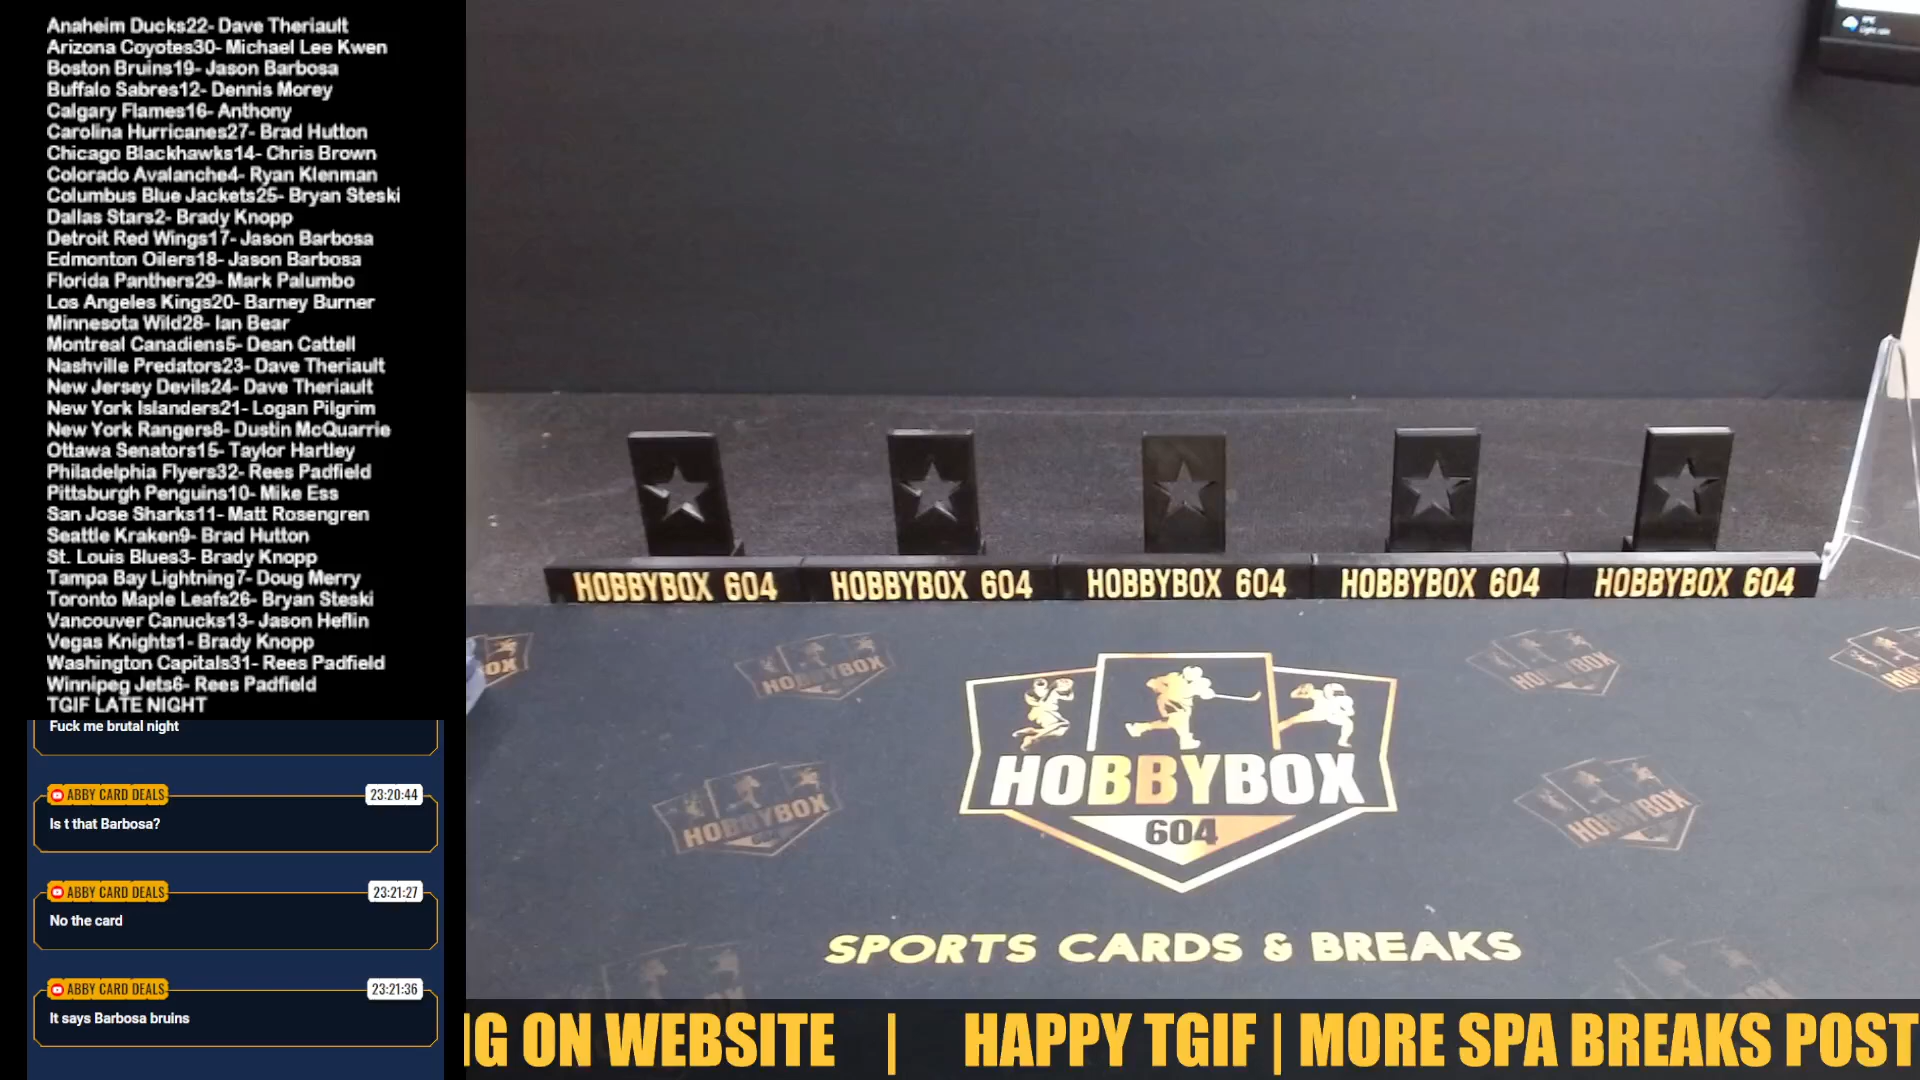 Anaheim Ducks22- Dave Theriault
Arizona Coyotes30- Michael Lee Kwen
Boston Bruins19- Jason Barbosa
Buffalo Sabres12- Dennis Morey
Calgary Flames16- Anthony
Carolina Hurricanes27- Brad Hutton
Chicago Blackhawks14- Chris Brown
Colorado Avalanche4- Ryan Klenman
Columbus Blue Jackets25- Bryan Steski
Dallas Stars2- Brady Knopp
Detroit Red Wings17- Jason Barbosa
Edmonton Oilers18- Jason Barbosa
Florida Panthers29- Mark Palumbo
Los Angeles Kings20- Barney Burner
Minnesota Wild28- Ian Bear
Montreal Canadiens5- Dean Cattell
Nashville Predators23- Dave Theriault
New Jersey Devils24- Dave Theriault
New York Islanders21- Logan Pilgrim
New York Rangers8- Dustin McQuarrie
Ottawa Senators15- Taylor Hartley
Philadelphia Flyers32- Rees Padfield
Pittsburgh Penguins10- Mike Ess
San Jose Sharks11- Matt Rosengren
Seattle Kraken9- Brad Hutton
St. Louis Blues3- Brady Knopp
Tampa Bay Lightning7- Doug Merry
Toronto Maple Leafs26- Bryan Steski
Vancouver Canucks13- Jason Heflin
Vegas Knights1- Brady Knopp
Washington Capitals31- Rees Padfield
Winnipeg Jets6- Rees Padfield
TGIF LATE NIGHT
Fuck me brutal night
ABBY CARD DEALS 23:20:44
Is t that Barbosa?
ABBY CARD DEALS 23:21:27
No the card
ABBY CARD DEALS 23:21:36
It says Barbosa bruins
HOBBYBOX 604 HOBBYBOX 604 HOBBYBOX 604 HOBBYBOX 604 HOBBYBOX 604
HOBBYBOX
HOBBYBOX
HOBBYBOX
HOBBYBOX
HOBBYBOX
604
SPORTS CARDS & BREAKS
G ON WEBSITE | HAPPY TGIF | MORE SPA BREAKS POST